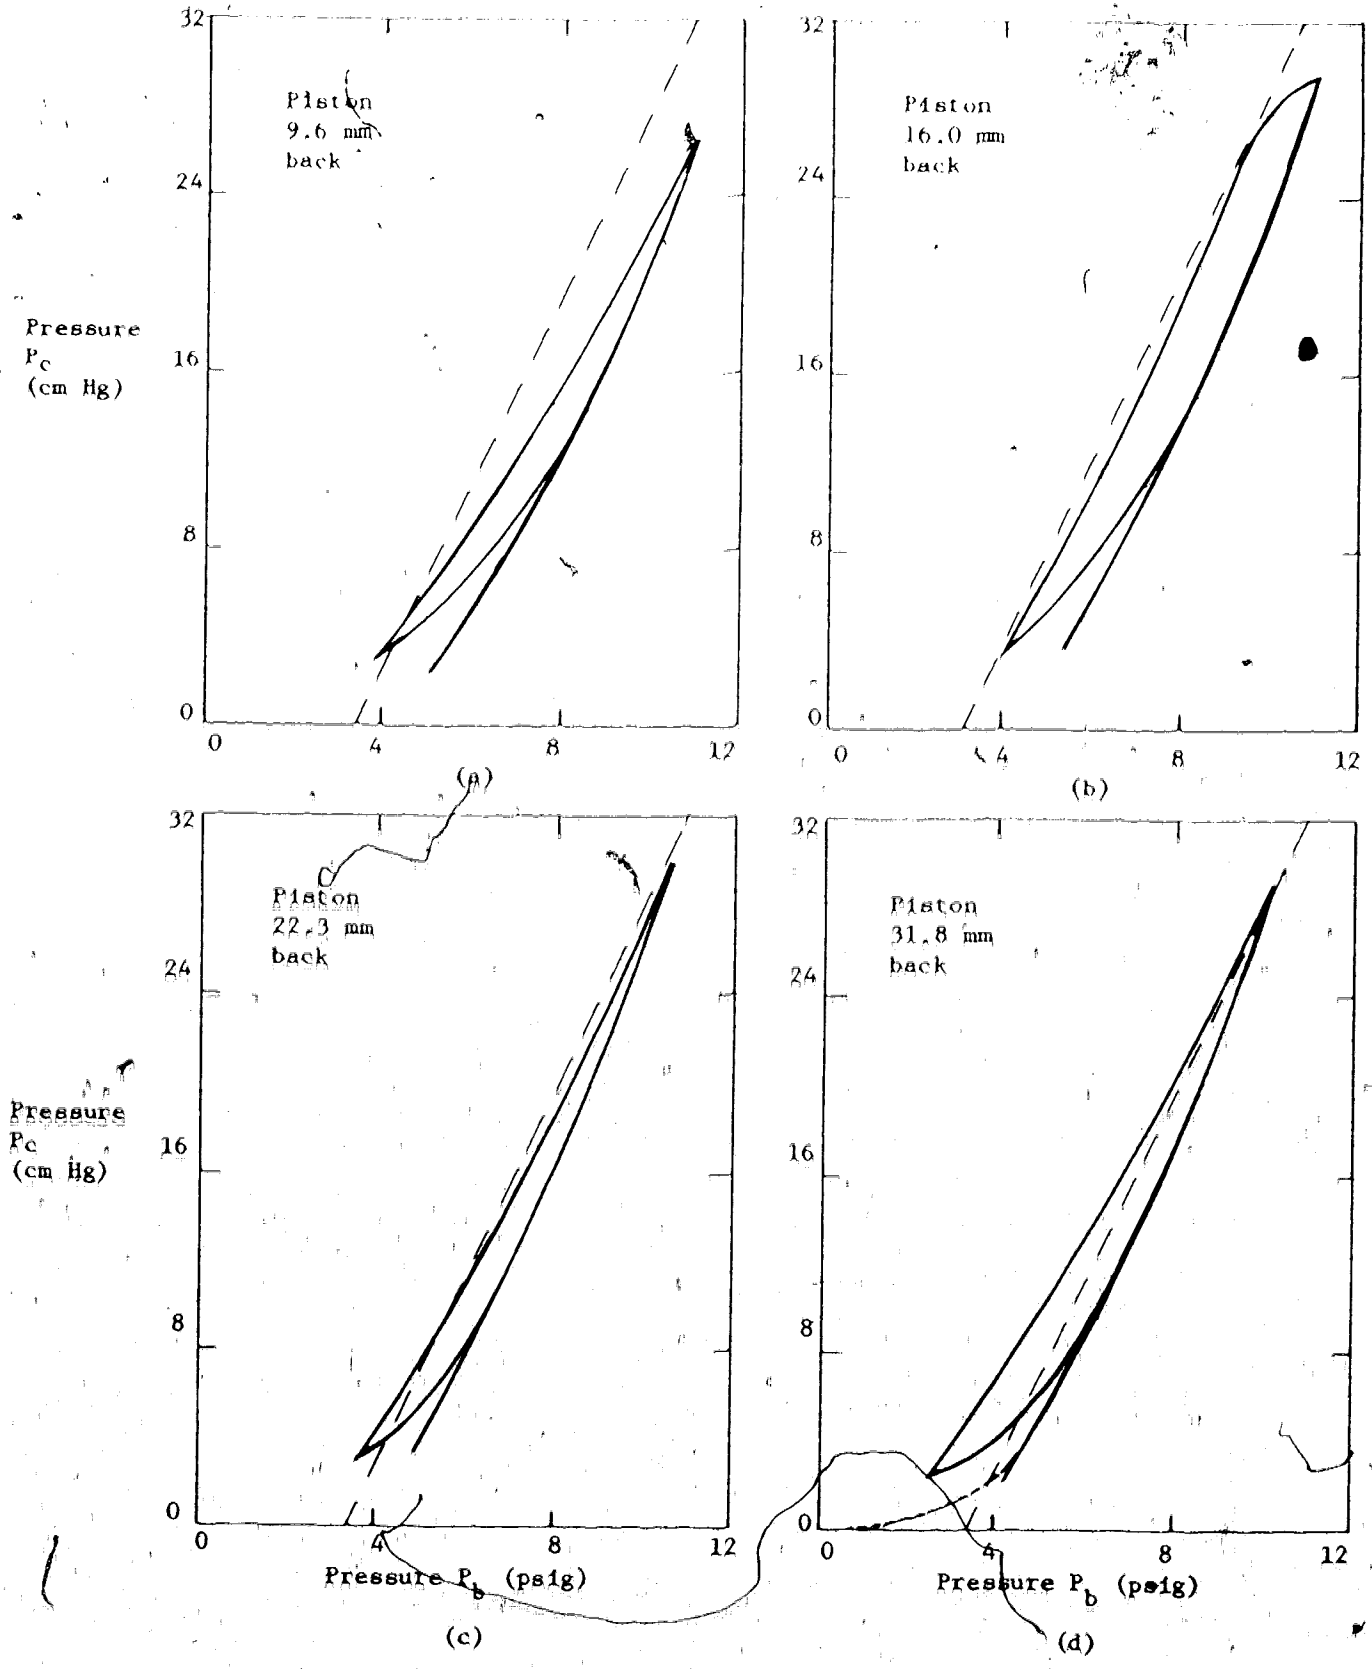 32
Piston
9.6 mm
back
24
Pressure
Pc
(cm Hg)
16
8
0
0 4 8 12
(a)
32
Piston
16.0 mm
back
24
16
8
0
0 4 8 12
(b)
32
Piston
22.3 mm
back
24
Pressure
Pc
(cm Hg)
16
8
0
0 4 8 12
Pressure Pb (psig)
(c)
32
Piston
31.8 mm
back
24
16
8
0
0 4 8 12
Pressure Pb (psig)
(d)